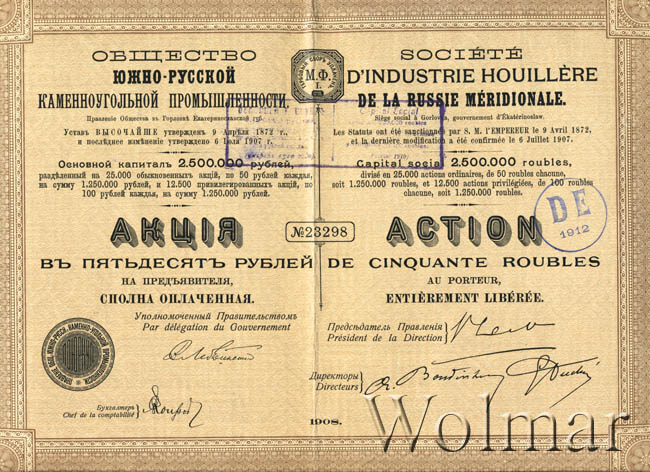 ОБЩЕСТВО
ЮЖНО-РУССКОЙ
КАМЕННОУГОЛЬНОЙ ПРОМЫШЛЕННОСТИ.
Правленіе Общества въ Горловкѣ Екатеринославской губ.
Уставъ ВЫСОЧАЙШЕ утвержденъ 9 Апрѣля 1872 г.,
и послѣднее измѣненіе утверждено 6 Іюля 1907 г.
Основной капиталъ 2.500.000 рублей,
раздѣленный на 25.000 обыкновенныхъ акцій, по 50 рублей каждая,
на сумму 1.250.000 рублей, и 12.500 привилегированныхъ акцій, по
100 рублей каждая, на сумму 1.250.000 рублей.
АКЦІЯ
ВЪ ПЯТЬДЕСЯТЪ РУБЛЕЙ
НА ПРЕДЪЯВИТЕЛЯ,
СПОЛНА ОПЛАЧЕННАЯ.
Уполномоченный Правительствомъ
Par délégation du Gouvernement
Бухгалтеръ
Chef de la comptabilité
М.Ф.
I.
№23298
SOCIÉTÉ
D'INDUSTRIE HOUILLÈRE
DE LA RUSSIE MÉRIDIONALE.
Siège social à Gorlovka, gouvernement d'Ékatérinoslaw.
Les Statuts ont été sanctionnés par S. M. l'EMPEREUR le 9 Avril 1872,
et la dernière modification a été confirmée le 6 Juillet 1907.
Capital social 2.500.000 roubles,
divisé en 25.000 actions ordinaires, de 50 roubles chacune,
soit 1.250.000 roubles, et 12.500 actions privilégiées, de 100 roubles
chacune, soit 1.250.000 roubles.
ACTION
DE CINQUANTE ROUBLES
AU PORTEUR,
ENTIÈREMENT LIBÉRÉE.
DE
1912
Предсѣдатель Правленія
Président de la Direction
Директоры
Directeurs
1908.
Wolmar